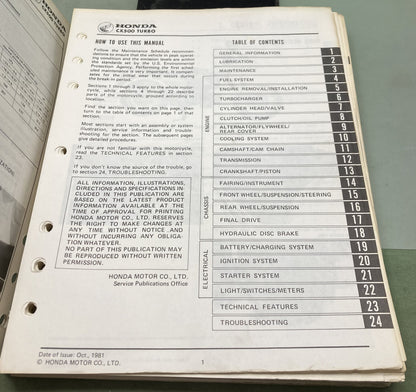 HONDA
CX500 TURBO
HOW TO USE THIS MANUAL
Follow the Maintenance Schedule recommendations to ensure that the vehicle is in peak operating condition and the emission levels are within
the standards set by the U.S. Environmental
Protection Agency. Performing the first scheduled maintenance is very important. It compensates for the initial wear that occurs during
the break-in period.
Sections 1 through 3 apply to the whole motorcycle, while sections 4 through 22 describe
parts of the motorcycle, grouped according to
location.
Find the section you want on this page, then
turn to the table of contents on page 1 of that
section.
Most sections start with an assembly or system
illustration, service information and troubleshooting for the section. The subsequent pages
give detailed procedures.
If you are not familiar with this motorcycle,
read the TECHNICAL FEATURES in section
23.
If you don't know the source of the trouble, go
to section 24, TROUBLESHOOTING.
ALL INFORMATION, ILLUSTRATIONS,
DIRECTIONS AND SPECIFICATIONS INCLUDED IN THIS PUBLICATION ARE
BASED ON THE LATEST PRODUCT
INFORMATION AVAILABLE AT THE
TIME OF APPROVAL FOR PRINTING
HONDA MOTOR CO., LTD. RESERVES
THE RIGHT TO MAKE CHANGES AT
ANY TIME WITHOUT NOTICE AND
WITHOUT INCURRING ANY OBLIGATION WHATEVER.
NO PART OF THIS PUBLICATION MAY
BE REPRODUCED WITHOUT WRITTEN
PERMISSION.
HONDA MOTOR CO., LTD.
Service Publications Office
TABLE OF CONTENTS
GENERAL INFORMATION 1
LUBRICATION 2
MAINTENANCE 3
ENGINE
FUEL SYSTEM 4
ENGINE REMOVAL/INSTALLATION 5
TURBOCHARGER 6
CYLINDER HEAD/VALVE 7
CLUTCH/OIL PUMP 8
ALTERNATOR/FLYWHEEL/
REAR COVER 9
COOLING SYSTEM 10
CAMSHAFT/CAM CHAIN 11
TRANSMISSION 12
CRANKSHAFT/PISTON 13
CHASSIS
FAIRING/INSTRUMENT 14
FRONT WHEEL/SUSPENSION/STEERING 15
REAR WHEEL/SUSPENSION 16
FINAL DRIVE 17
HYDRAULIC DISC BRAKE 18
ELECTRICAL
BATTERY/CHARGING SYSTEM 19
IGNITION SYSTEM 20
STARTER SYSTEM 21
LIGHT/SWITCHES/METERS 22
TECHNICAL FEATURES 23
TROUBLESHOOTING 24
Date of Issue: Oct., 1981
© HONDA MOTOR CO., LTD.
1